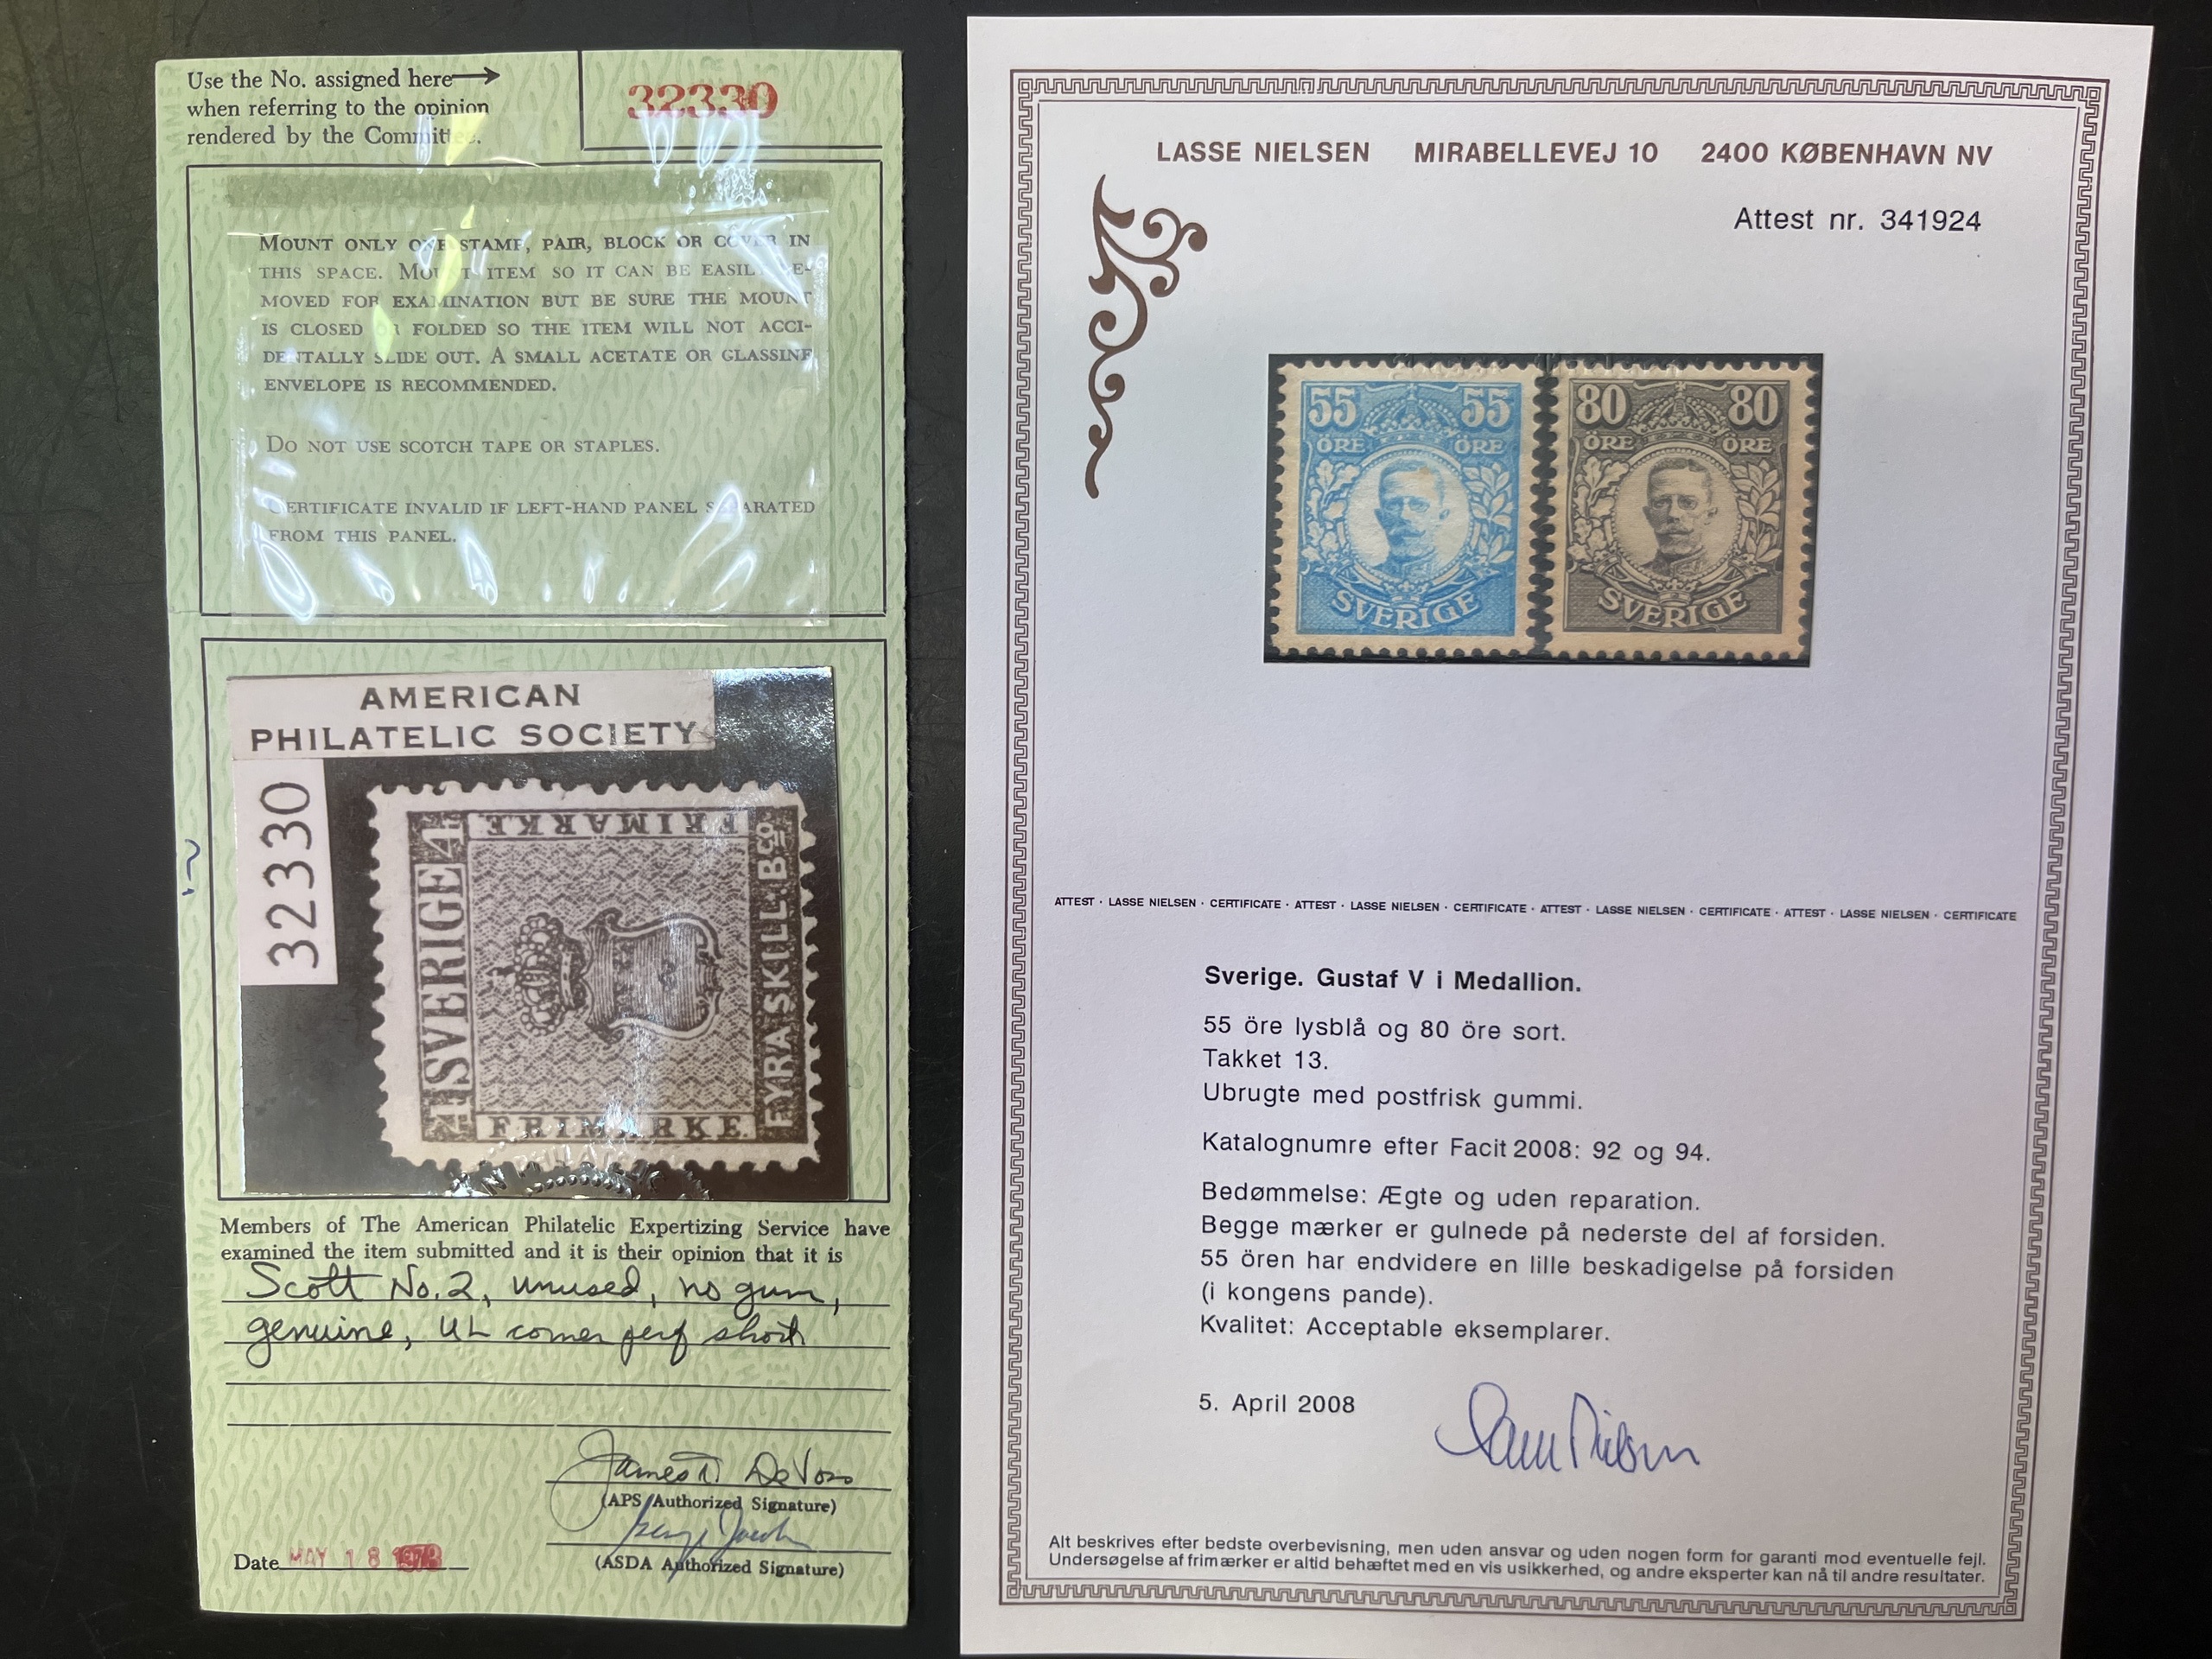 Use the No. assigned here
when referring to the opinion
rendered by the Committee.
32330
MOUNT ONLY ONE STAMP, PAIR, BLOCK OR COVER IN
THIS SPACE. MOUNT ITEM SO IT CAN BE EASILY RE-
MOVED FOR EXAMINATION BUT BE SURE THE MOUNT
IS CLOSED OR FOLDED SO THE ITEM WILL NOT ACCI-
DENTALLY SLIDE OUT. A SMALL ACETATE OR GLASSINE
ENVELOPE IS RECOMMENDED.
DO NOT USE SCOTCH TAPE OR STAPLES.
CERTIFICATE INVALID IF LEFT-HAND PANEL SEPARATED
FROM THIS PANEL.
AMERICAN
PHILATELIC SOCIETY
32330
4 SVERIGE 4
FRIMÄRKE.
FRIMÄRKE.
FYRA SKILL. Bco.
Members of The American Philatelic Expertizing Service have
examined the item submitted and it is their opinion that it is
Scott No. 2, unused, no gum,
genuine, UL corner perf short
James T. DeVoss
(APS Authorized Signature)
(ASDA Authorized Signature)
Date MAY 18 1978
LASSE NIELSEN MIRABELLEVEJ 10 2400 KØBENHAVN NV
Attest nr. 341924
55 55
ÖRE ÖRE
SVERIGE
80 80
ÖRE ÖRE
SVERIGE
ATTEST · LASSE NIELSEN · CERTIFICATE · ATTEST · LASSE NIELSEN · CERTIFICATE · ATTEST · LASSE NIELSEN · CERTIFICATE · ATTEST · LASSE NIELSEN · CERTIFICATE
Sverige. Gustaf V i Medallion.
55 öre lysblå og 80 öre sort.
Takket 13.
Ubrugte med postfrisk gummi.
Katalognumre efter Facit 2008: 92 og 94.
Bedømmelse: Ægte og uden reparation.
Begge mærker er gulnede på nederste del af forsiden.
55 ören har endvidere en lille beskadigelse på forsiden
(i kongens pande).
Kvalitet: Acceptable eksemplarer.
5. April 2008
Lasse Nielsen
Alt beskrives efter bedste overbevisning, men uden ansvar og uden nogen form for garanti mod eventuelle fejl.
Undersøgelse af frimærker er altid behæftet med en vis usikkerhed, og andre eksperter kan nå til andre resultater.